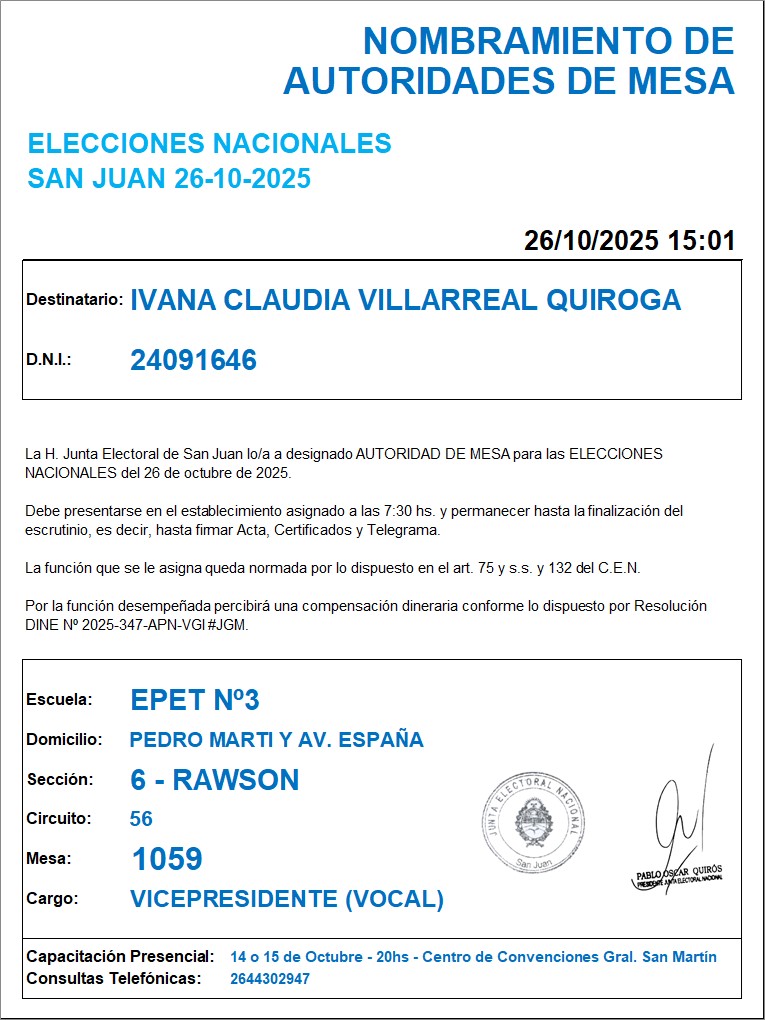 NOMBRAMIENTO DE
AUTORIDADES DE MESA
ELECCIONES NACIONALES
SAN JUAN 26-10-2025
26/10/2025 15:01
Destinatario: IVANA CLAUDIA VILLARREAL QUIROGA
D.N.I.: 24091646
La H. Junta Electoral de San Juan lo/a a designado AUTORIDAD DE MESA para las ELECCIONES
NACIONALES del 26 de octubre de 2025.
Debe presentarse en el establecimiento asignado a las 7:30 hs. y permanecer hasta la finalización del
escrutinio, es decir, hasta firmar Acta, Certificados y Telegrama.
La función que se le asigna queda normada por lo dispuesto en el art. 75 y s.s. y 132 del C.E.N.
Por la función desempeñada percibirá una compensación dineraria conforme lo dispuesto por Resolución
DINE Nº 2025-347-APN-VGI#JGM.
Escuela: EPET Nº3
Domicilio: PEDRO MARTI Y AV. ESPAÑA
Sección: 6 - RAWSON
Circuito: 56
Mesa: 1059
Cargo: VICEPRESIDENTE (VOCAL)
JUNTA ELECTORAL NACIONAL
San Juan
PABLO OSCAR QUIRÓS
PRESIDENTE JUNTA ELECTORAL NACIONAL
Capacitación Presencial: 14 o 15 de Octubre - 20hs - Centro de Convenciones Gral. San Martín
Consultas Telefónicas: 2644302947